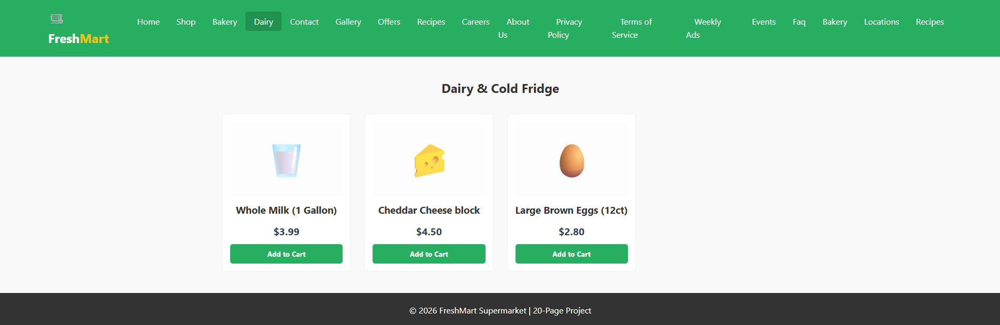 FreshMart
Home
Shop
Bakery
Dairy
Contact
Gallery
Offers
Recipes
Careers
About
Us
Privacy
Policy
Terms of
Service
Weekly
Ads
Events
Faq
Bakery
Locations
Recipes
Dairy & Cold Fridge
Whole Milk (1 Gallon)
$3.99
Add to Cart
Cheddar Cheese block
$4.50
Add to Cart
Large Brown Eggs (12ct)
$2.80
Add to Cart
© 2026 FreshMart Supermarket | 20-Page Project